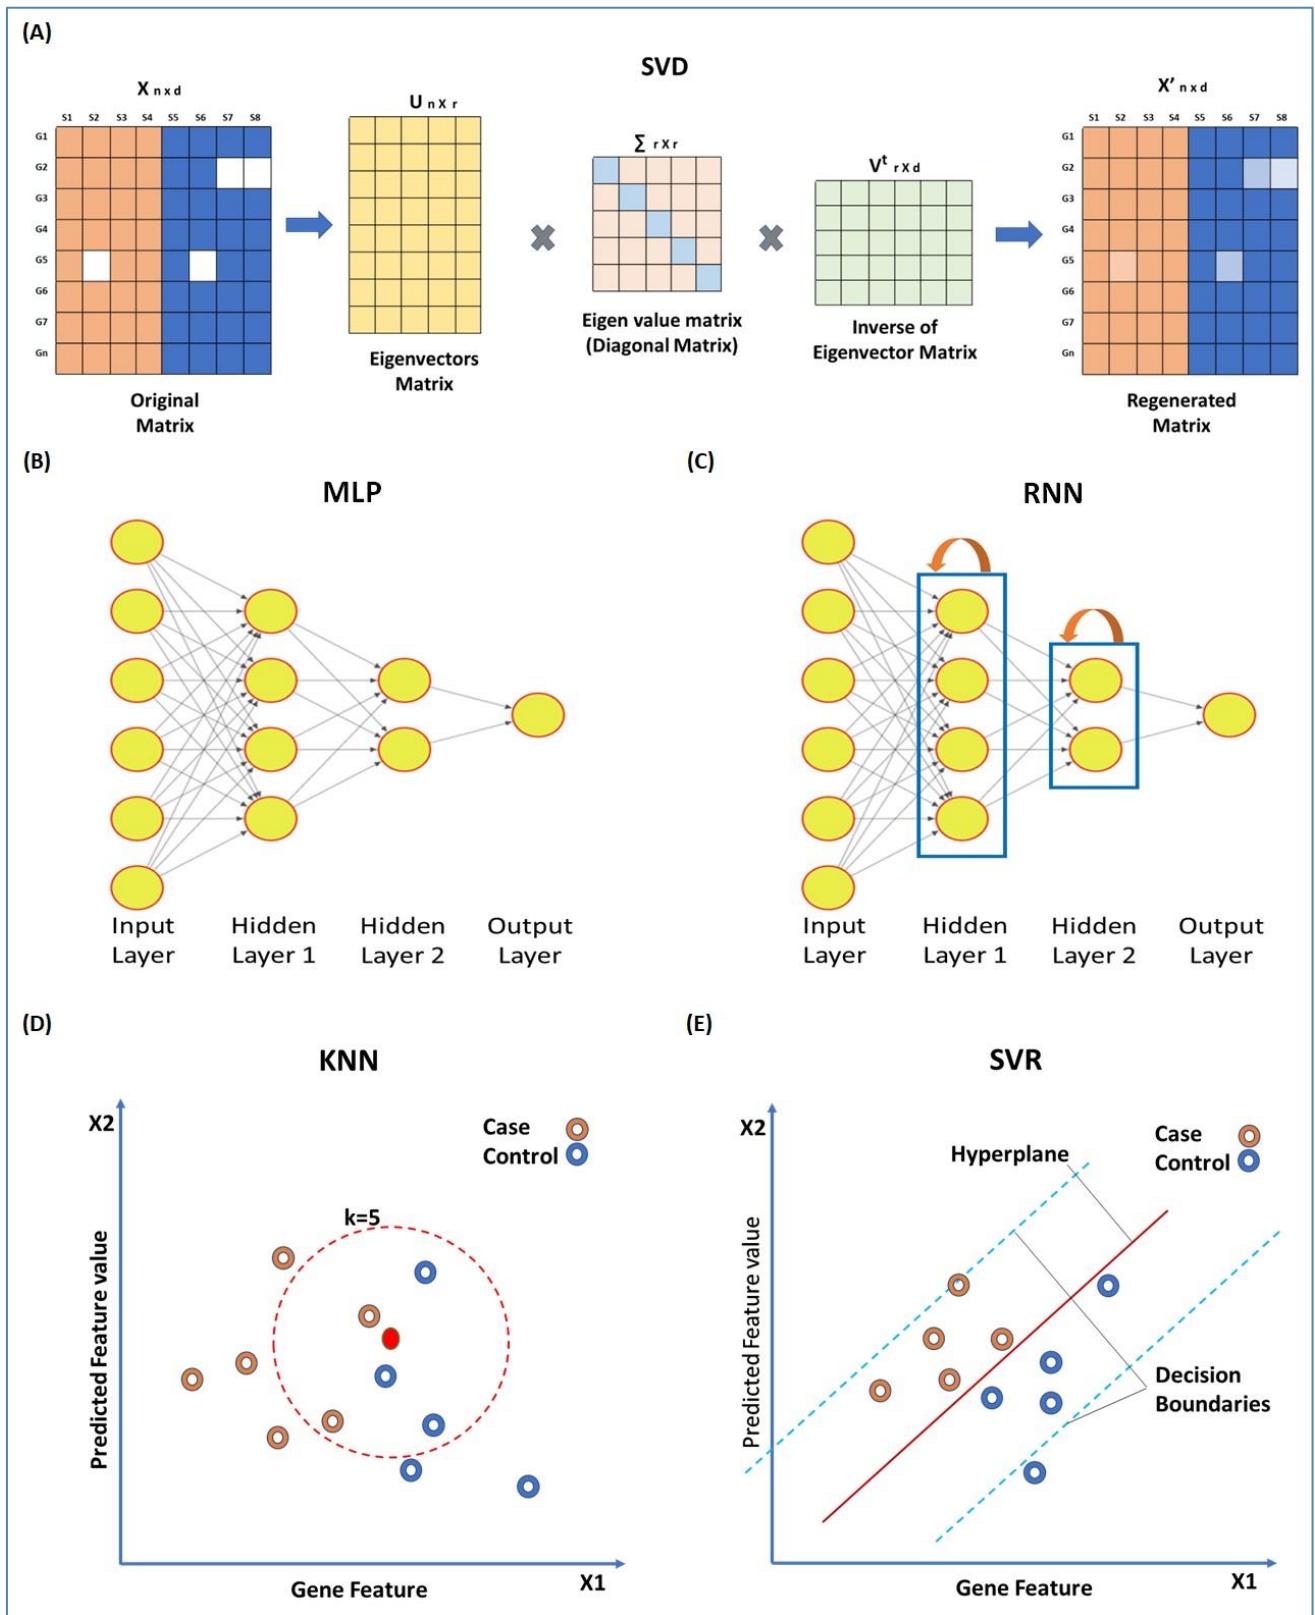 (A)
SVD
X n x d
S1 S2 S3 S4 S5 S6 S7 S8
G1
G2
G3
G4
G5
G6
G7
Gn
Original
Matrix
U n X r
Eigenvectors
Matrix
∑ r X r
Eigen value matrix
(Diagonal Matrix)
Vᵗ r X d
Inverse of
Eigenvector Matrix
X’ n x d
S1 S2 S3 S4 S5 S6 S7 S8
G1
G2
G3
G4
G5
G6
G7
Gn
Regenerated
Matrix
(B)
MLP
Input
Layer
Hidden
Layer 1
Hidden
Layer 2
Output
Layer
(C)
RNN
Input
Layer
Hidden
Layer 1
Hidden
Layer 2
Output
Layer
(D)
KNN
X2
Case
Control
k=5
Predicted Feature value
Gene Feature
X1
(E)
SVR
X2
Case
Control
Hyperplane
Predicted Feature value
Decision
Boundaries
Gene Feature
X1